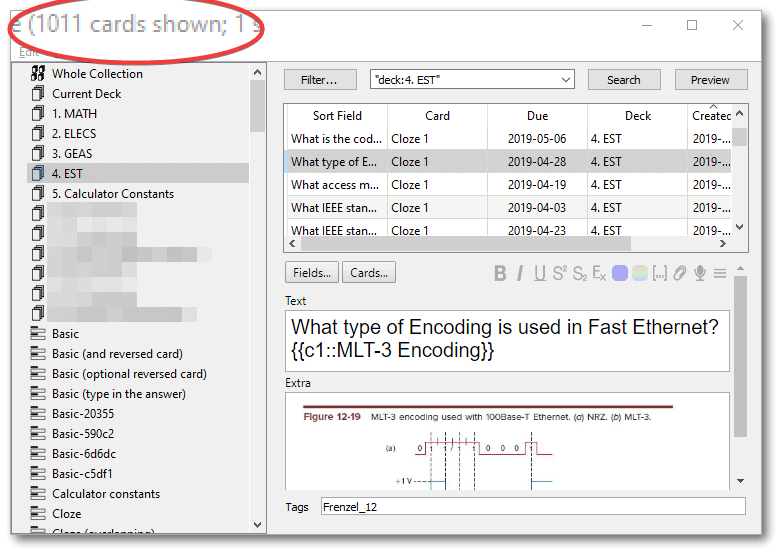 e (1011 cards shown; 1 s
Edit
Whole Collection
Current Deck
1. MATH
2. ELECS
3. GEAS
4. EST
5. Calculator Constants
Basic
Basic (and reversed card)
Basic (optional reversed card)
Basic (type in the answer)
Basic-20355
Basic-590c2
Basic-6d6dc
Basic-c5df1
Calculator constants
Cloze
Cloze (overlapping)
Filter... "deck:4. EST" Search Preview
Sort Field Card Due Deck Created
What is the cod... Cloze 1 2019-05-06 4. EST 2019-...
What type of E... Cloze 1 2019-04-28 4. EST 2019-...
What access m... Cloze 1 2019-04-19 4. EST 2019-...
What IEEE stan... Cloze 1 2019-04-03 4. EST 2019-...
What IEEE stan... Cloze 1 2019-04-23 4. EST 2019-...
Fields... Cards... B I U S² S₂ Eₓ [...]
Text
What type of Encoding is used in Fast Ethernet?
{{c1::MLT-3 Encoding}}
Extra
Figure 12-19 MLT-3 encoding used with 100Base-T Ethernet. (a) NRZ. (b) MLT-3.
(a) 0 1 1 1 1 0 0 0 1
+1 V
Tags Frenzel_12